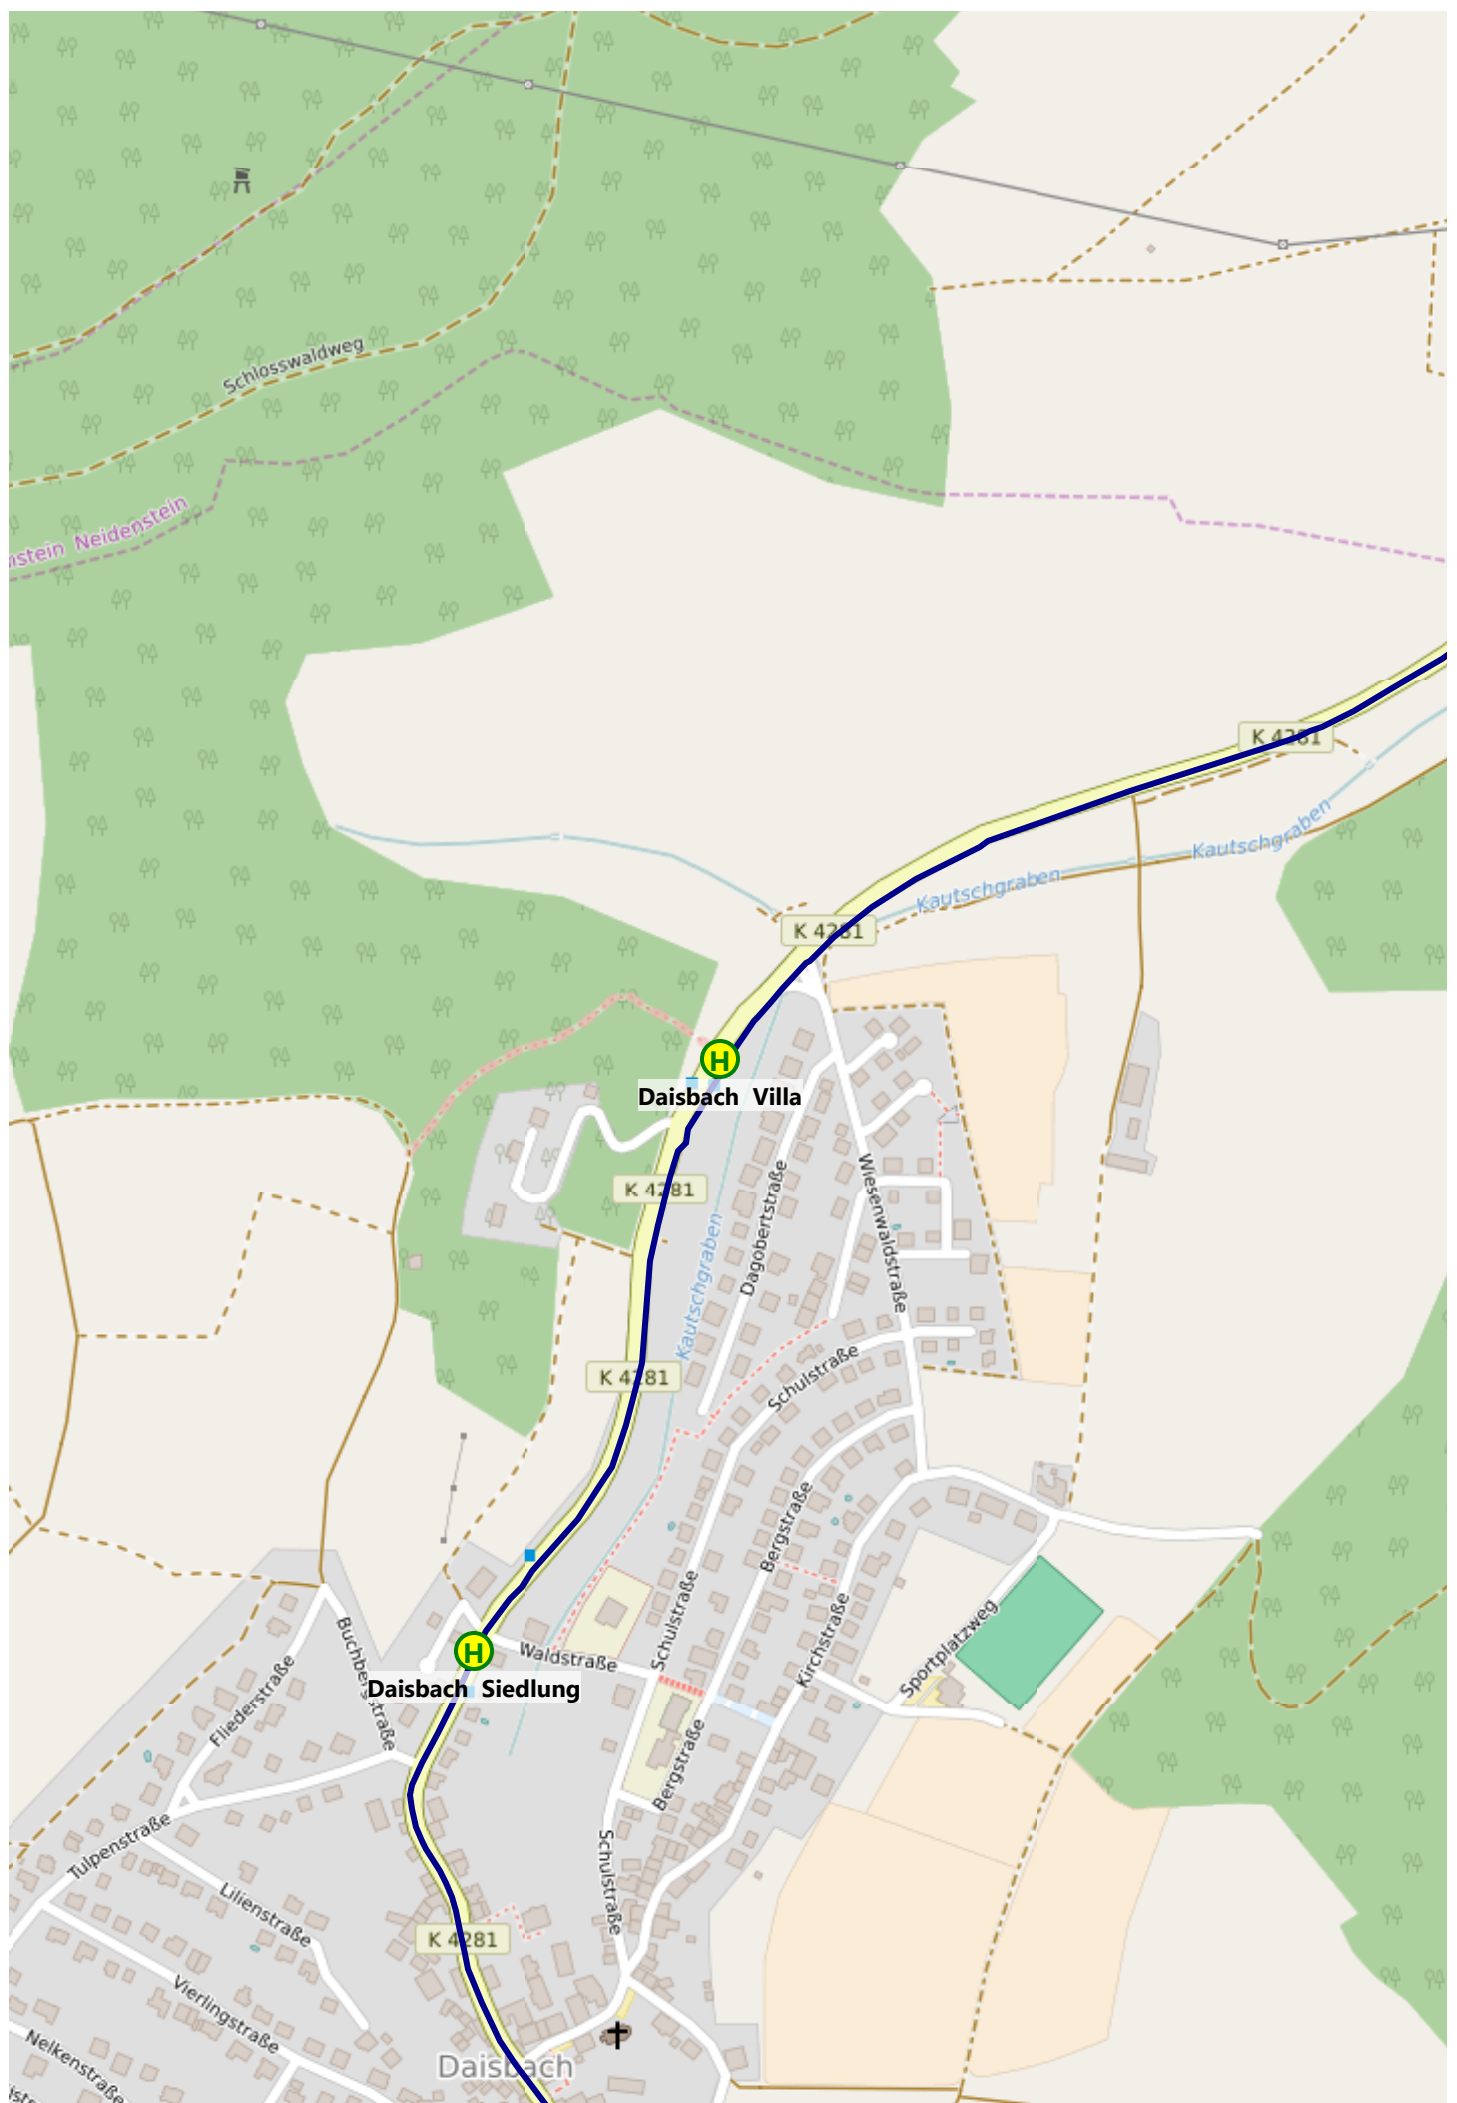 Schlosswaldweg
Neidenstein
K 4281
Kautschgraben
Kautschgraben
K 4281
H
Daisbach Villa
K 4281
Wiesenwaldstraße
Dagobertstraße
Kautschgraben
K 4281
Schulstraße
Bergstraße
Schulstraße
Kirchstraße
Sportplatzweg
Waldstraße
H
Daisbach Siedlung
Buchbergstraße
Fliederstraße
Bergstraße
Tulpenstraße
Schulstraße
Lilienstraße
K 4281
Vierlingstraße
Nelkenstraße
Daisbach